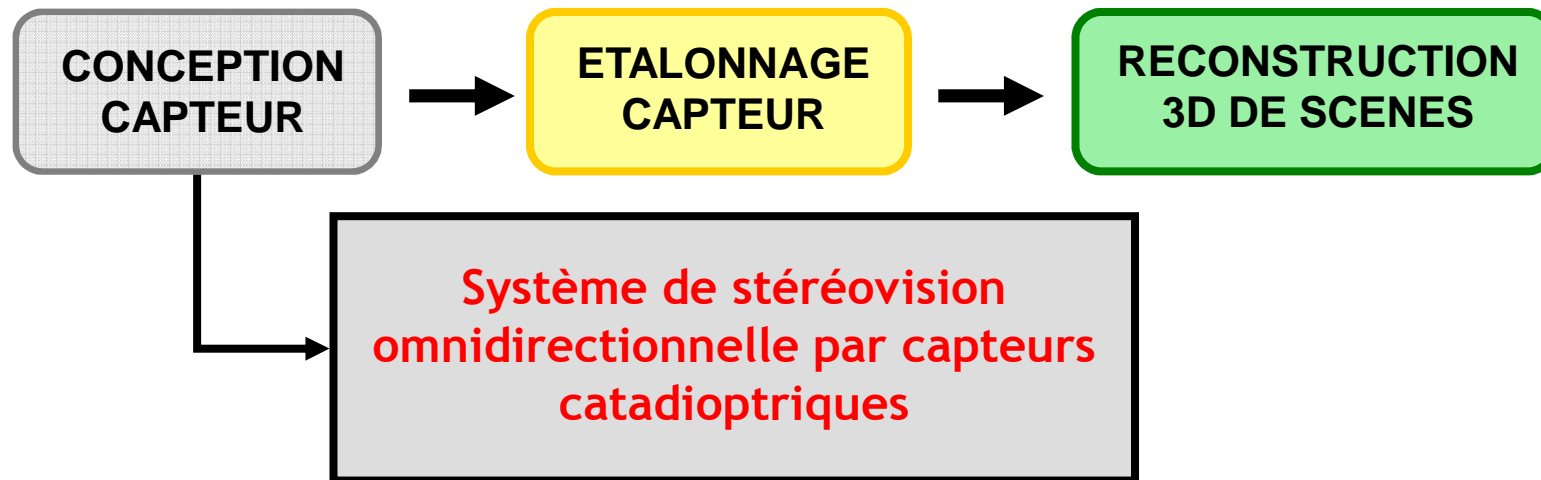 CONCEPTION
CAPTEUR
ETALONNAGE
CAPTEUR
RECONSTRUCTION
3D DE SCENES
Système de stéréovision
omnidirectionnelle par capteurs
catadioptriques